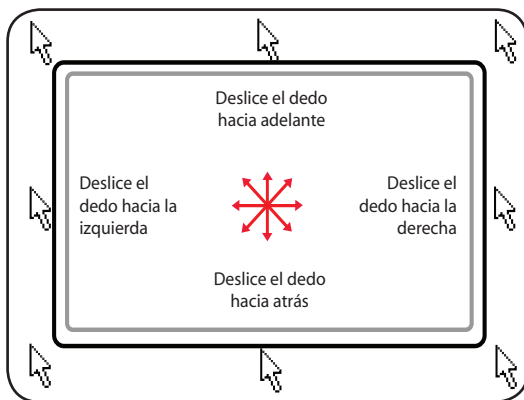 Deslice el dedo
hacia adelante
Deslice el
dedo hacia la
izquierda
Deslice el
dedo hacia la
derecha
Deslice el dedo
hacia atrás